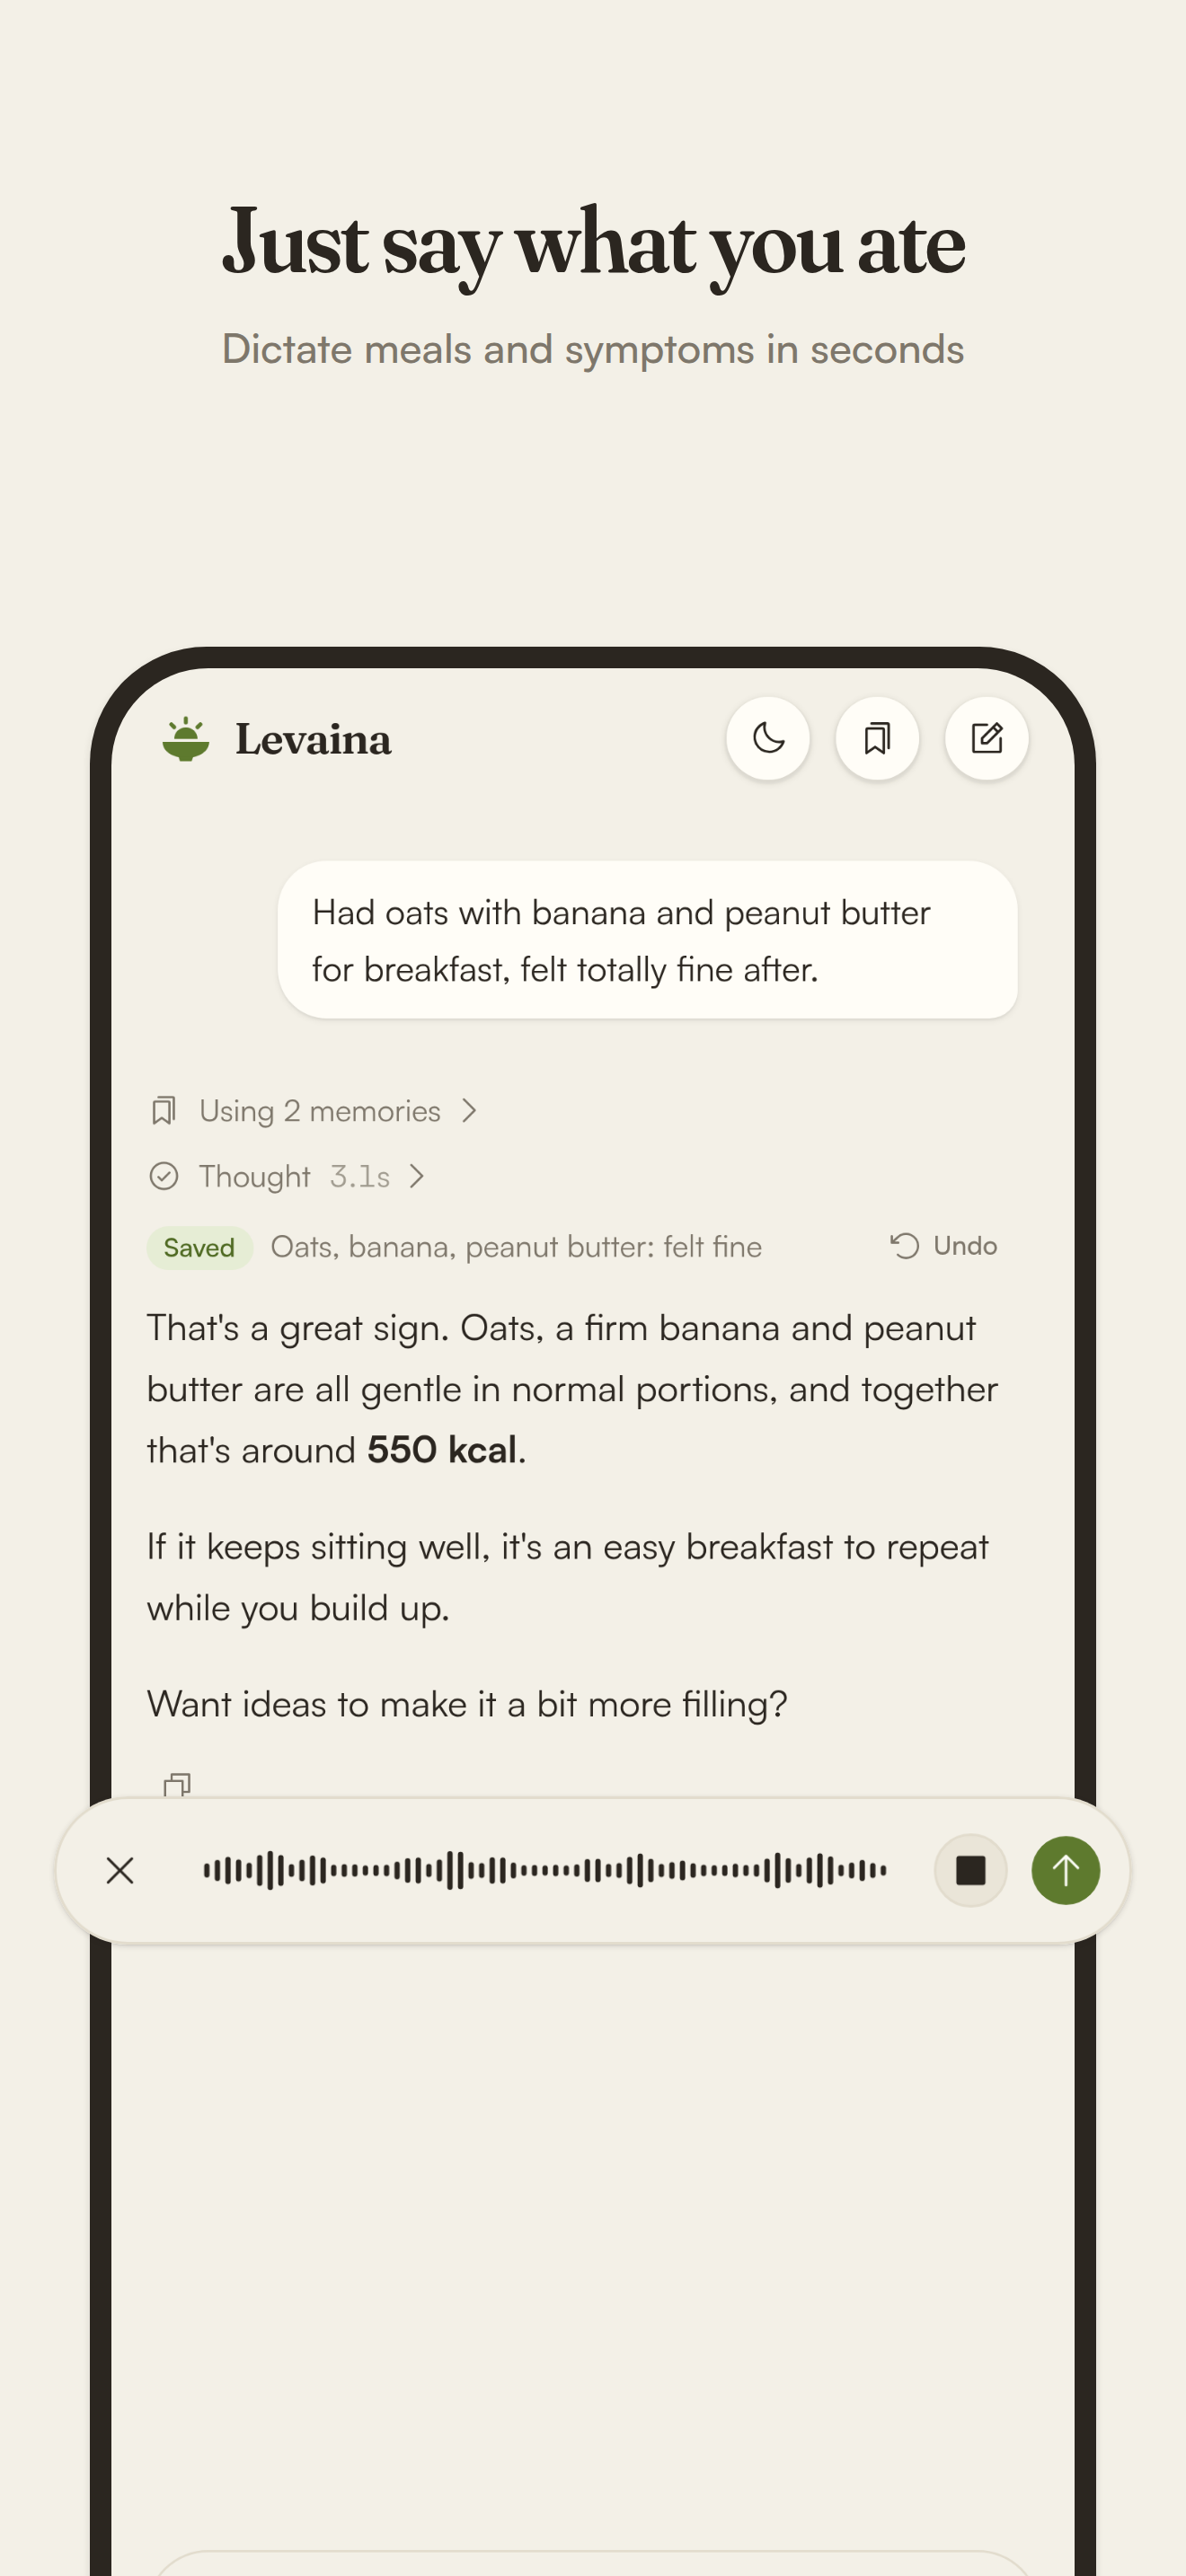 Just say what you ate
Dictate meals and symptoms in seconds
Levaina
Had oats with banana and peanut butter
for breakfast, felt totally fine after.
Using 2 memories
Thought 3.1s
Saved Oats, banana, peanut butter: felt fine Undo
That's a great sign. Oats, a firm banana and peanut
butter are all gentle in normal portions, and together
that's around 550 kcal.
If it keeps sitting well, it's an easy breakfast to repeat
while you build up.
Want ideas to make it a bit more filling?